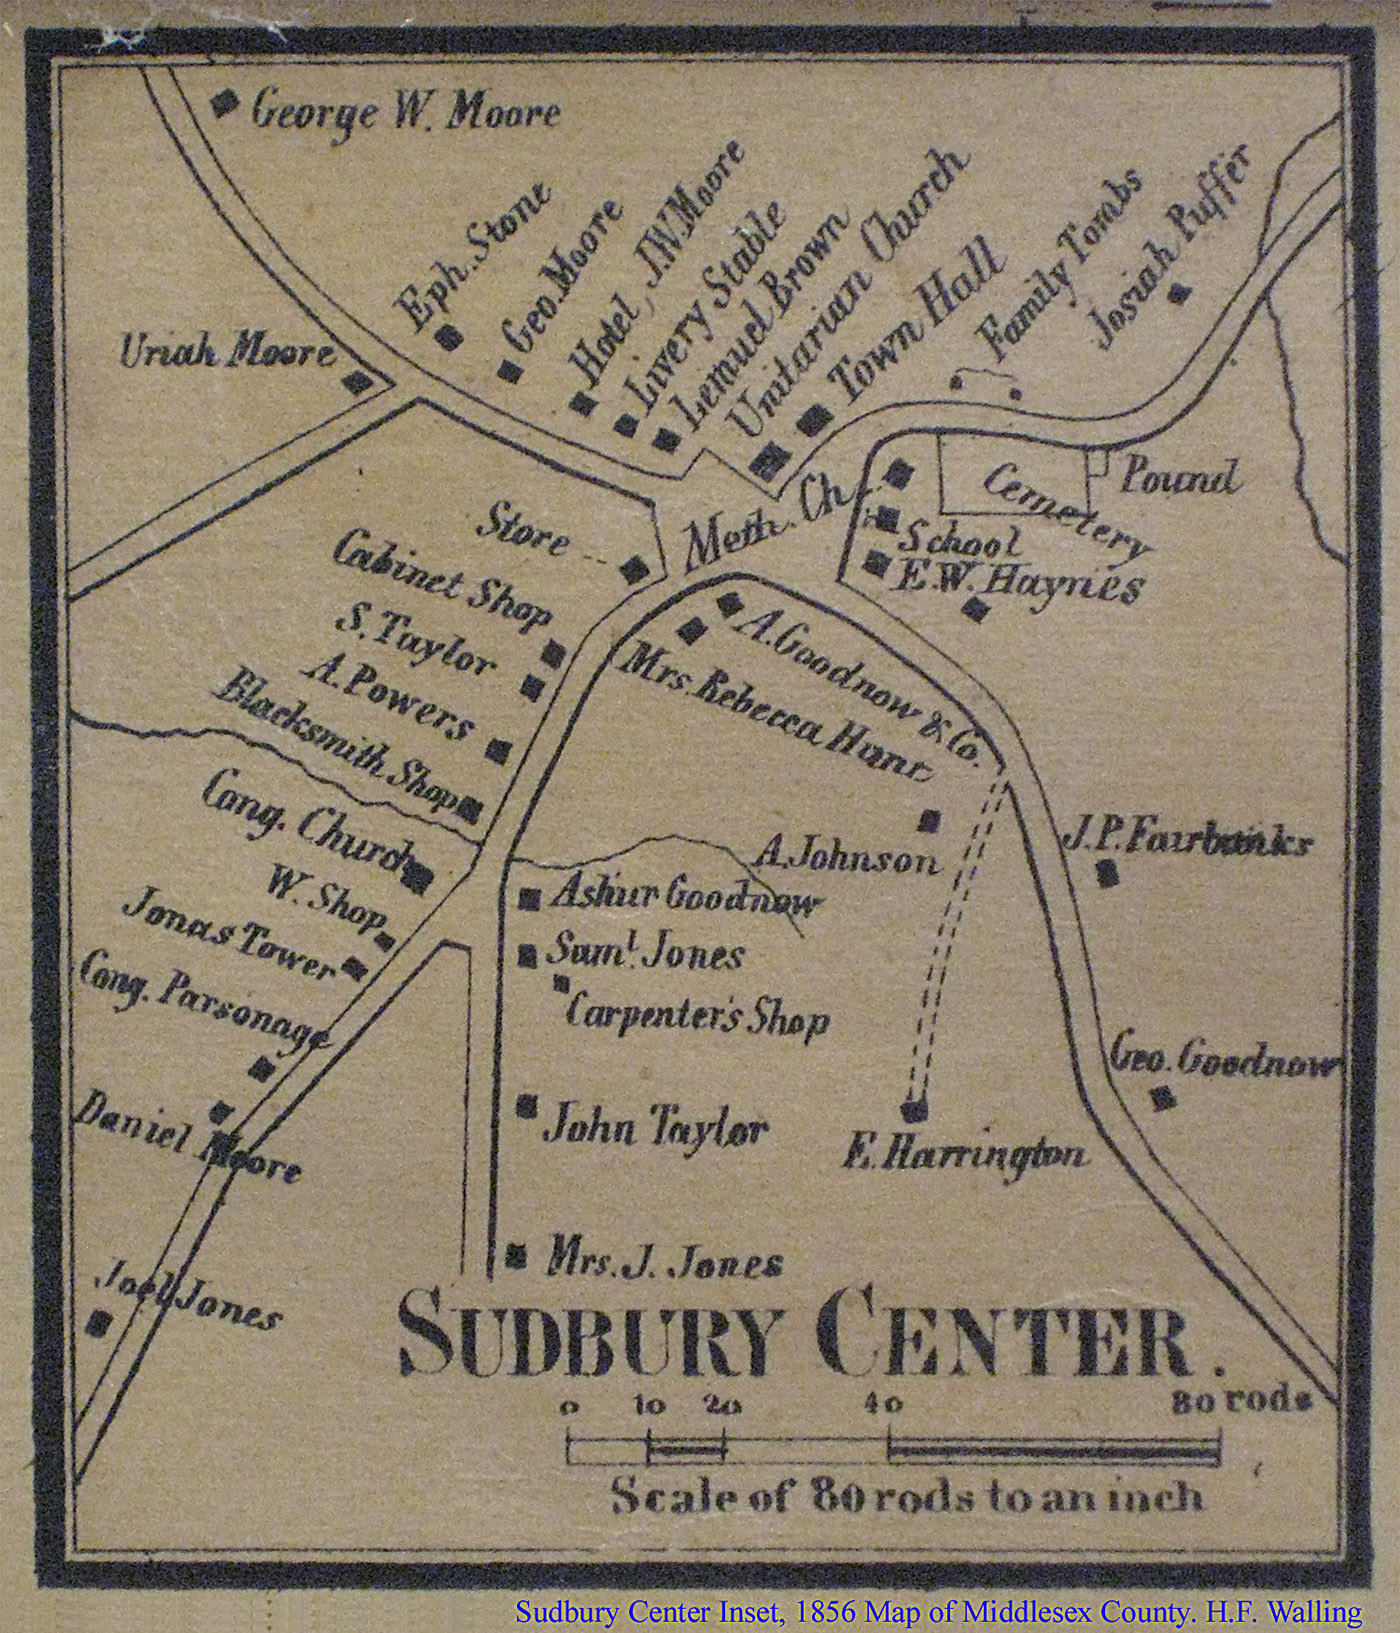 George W. Moore
Eph. Stone
Geo. Moore
Hotel, J.W. Moore
Livery Stable
Lemuel Brown
Unitarian Church
Town Hall
Family Tombs
Josiah Puffer
Uriah Moore
Pound
Cemetery
Meth. Ch.
School
E.W. Haynes
Store
Cabinet Shop
S. Taylor
A. Powers
Blacksmith Shop
A. Goodnow & Co.
Mrs. Rebecca Hunt
Cong. Church
W. Shop
Jonas Tower
Cong. Parsonage
Daniel Moore
Joel Jones
A. Johnson
J.P. Fairbanks
Ashur Goodnow
Saml. Jones
Carpenter's Shop
Geo. Goodnow
John Taylor
E. Harrington
Mrs. J. Jones
SUDBURY CENTER.
0 10 20 40 80 rods
Scale of 80 rods to an inch
Sudbury Center Inset, 1856 Map of Middlesex County. H.F. Walling